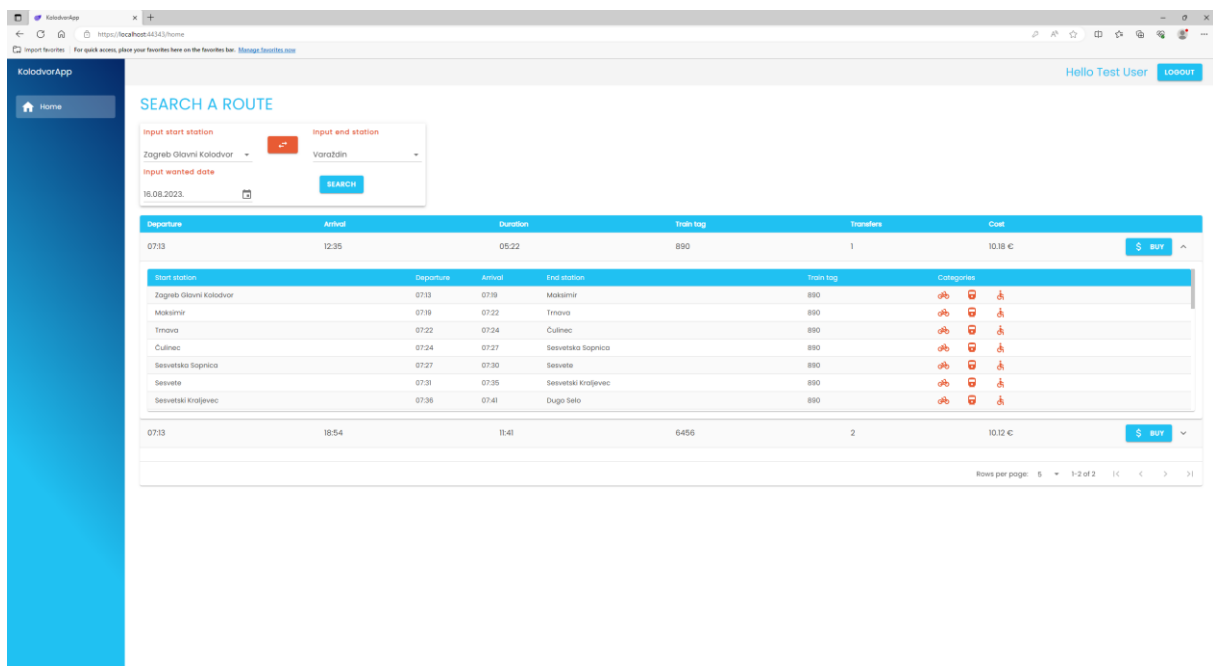 KolodvorApp
https://localhost:44343/home
Import favorites For quick access, place your favorites here on the favorites bar. Manage favorites now
KolodvorApp Hello Test User LOGOUT
Home
SEARCH A ROUTE
Input start station Input end station
Zagreb Glavni Kolodvor Varaždin
Input wanted date
16.08.2023. SEARCH
Departure Arrival Duration Train tag Transfers Cost
07:13 12:35 05:22 890 1 10.18 € $ BUY
Start station Departure Arrival End station Train tag Categories
Zagreb Glavni Kolodvor 07:13 07:19 Maksimir 890
Maksimir 07:19 07:22 Trnava 890
Trnava 07:22 07:24 Čulinec 890
Čulinec 07:24 07:27 Sesvetska Sopnica 890
Sesvetska Sopnica 07:27 07:30 Sesvete 890
Sesvete 07:31 07:35 Sesvetski Kraljevec 890
Sesvetski Kraljevec 07:36 07:41 Dugo Selo 890
07:13 18:54 11:41 6456 2 10.12 € $ BUY
Rows per page: 5 1-2 of 2